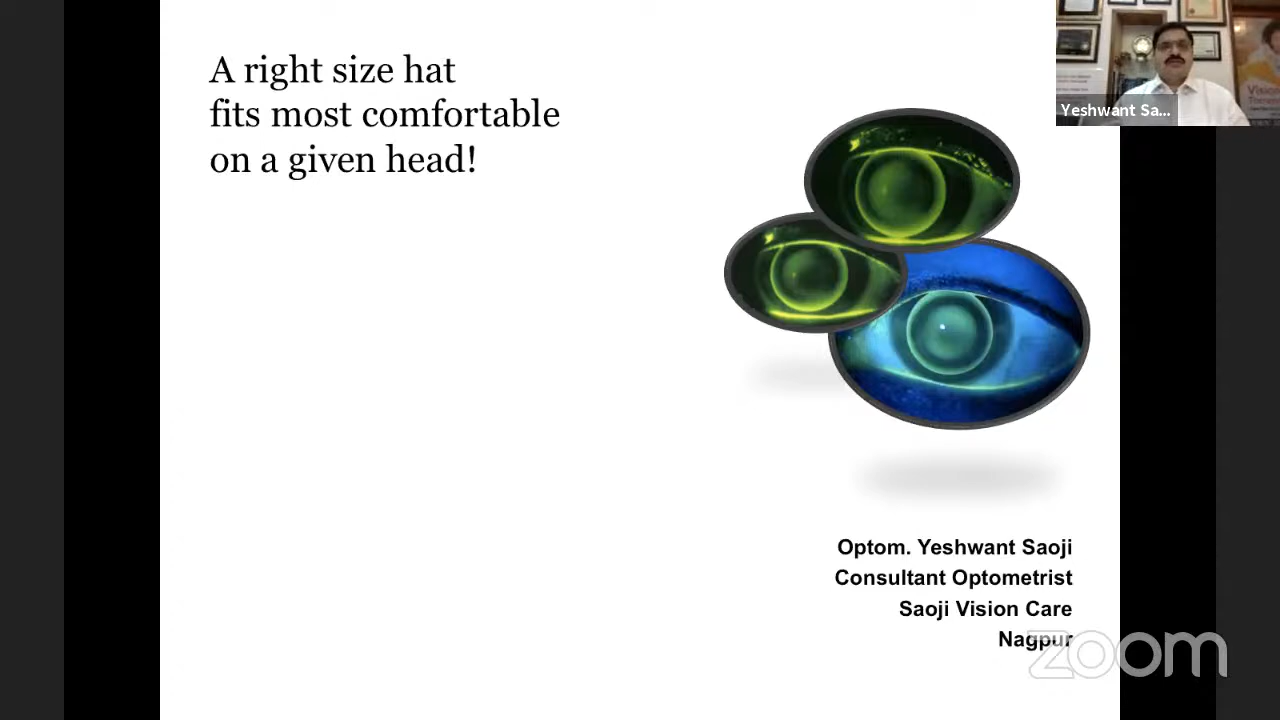 A right size hat
fits most comfortable
on a given head!
Yeshwant Sa...
Optom. Yeshwant Saoji
Consultant Optometrist
Saoji Vision Care
Nagpur
zoom